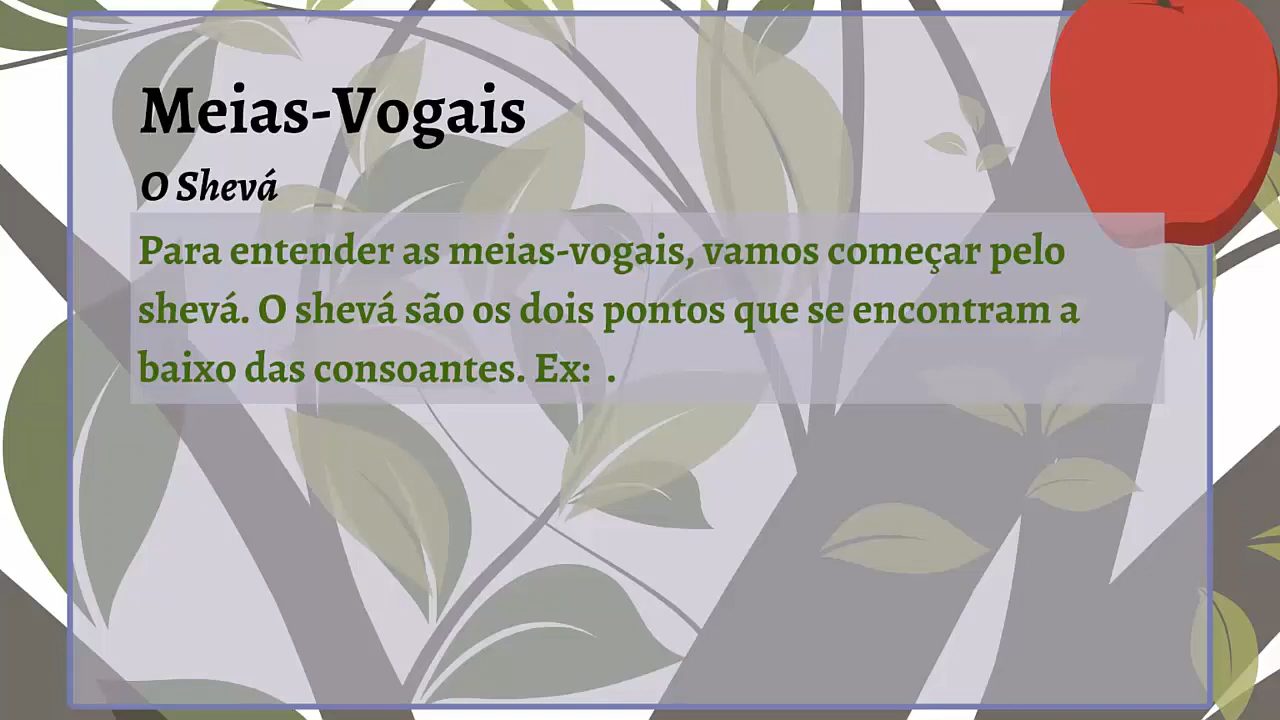 Meias-Vogais
O Shevá
Para entender as meias-vogais, vamos começar pelo
shevá. O shevá são os dois pontos que se encontram a
baixo das consoantes. Ex:  .